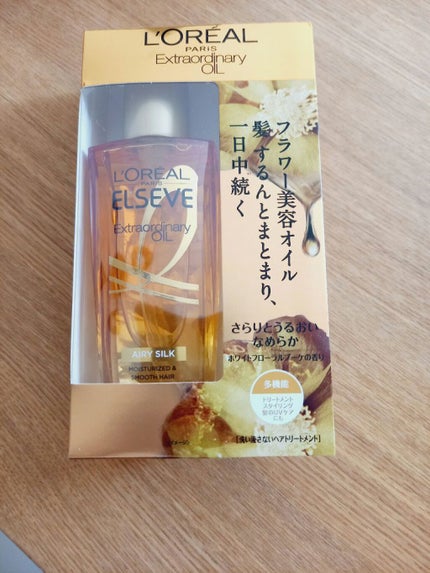 L'ORÉAL
PARIS
Extraordinary
OIL
L'ORÉAL
PARIS
ELSEVE
Extraordinary
OIL
AIRY SILK
MOISTURIZED &
SMOOTH HAIR
フラワー美容オイル
髪するんとまとまり、
一日中続く
さらりとうるおい
なめらか
ホワイトフローラルブーケの香り
多機能
トリートメント
スタイリング
髪のUVケア
にも
[洗い流さないヘアトリートメント]